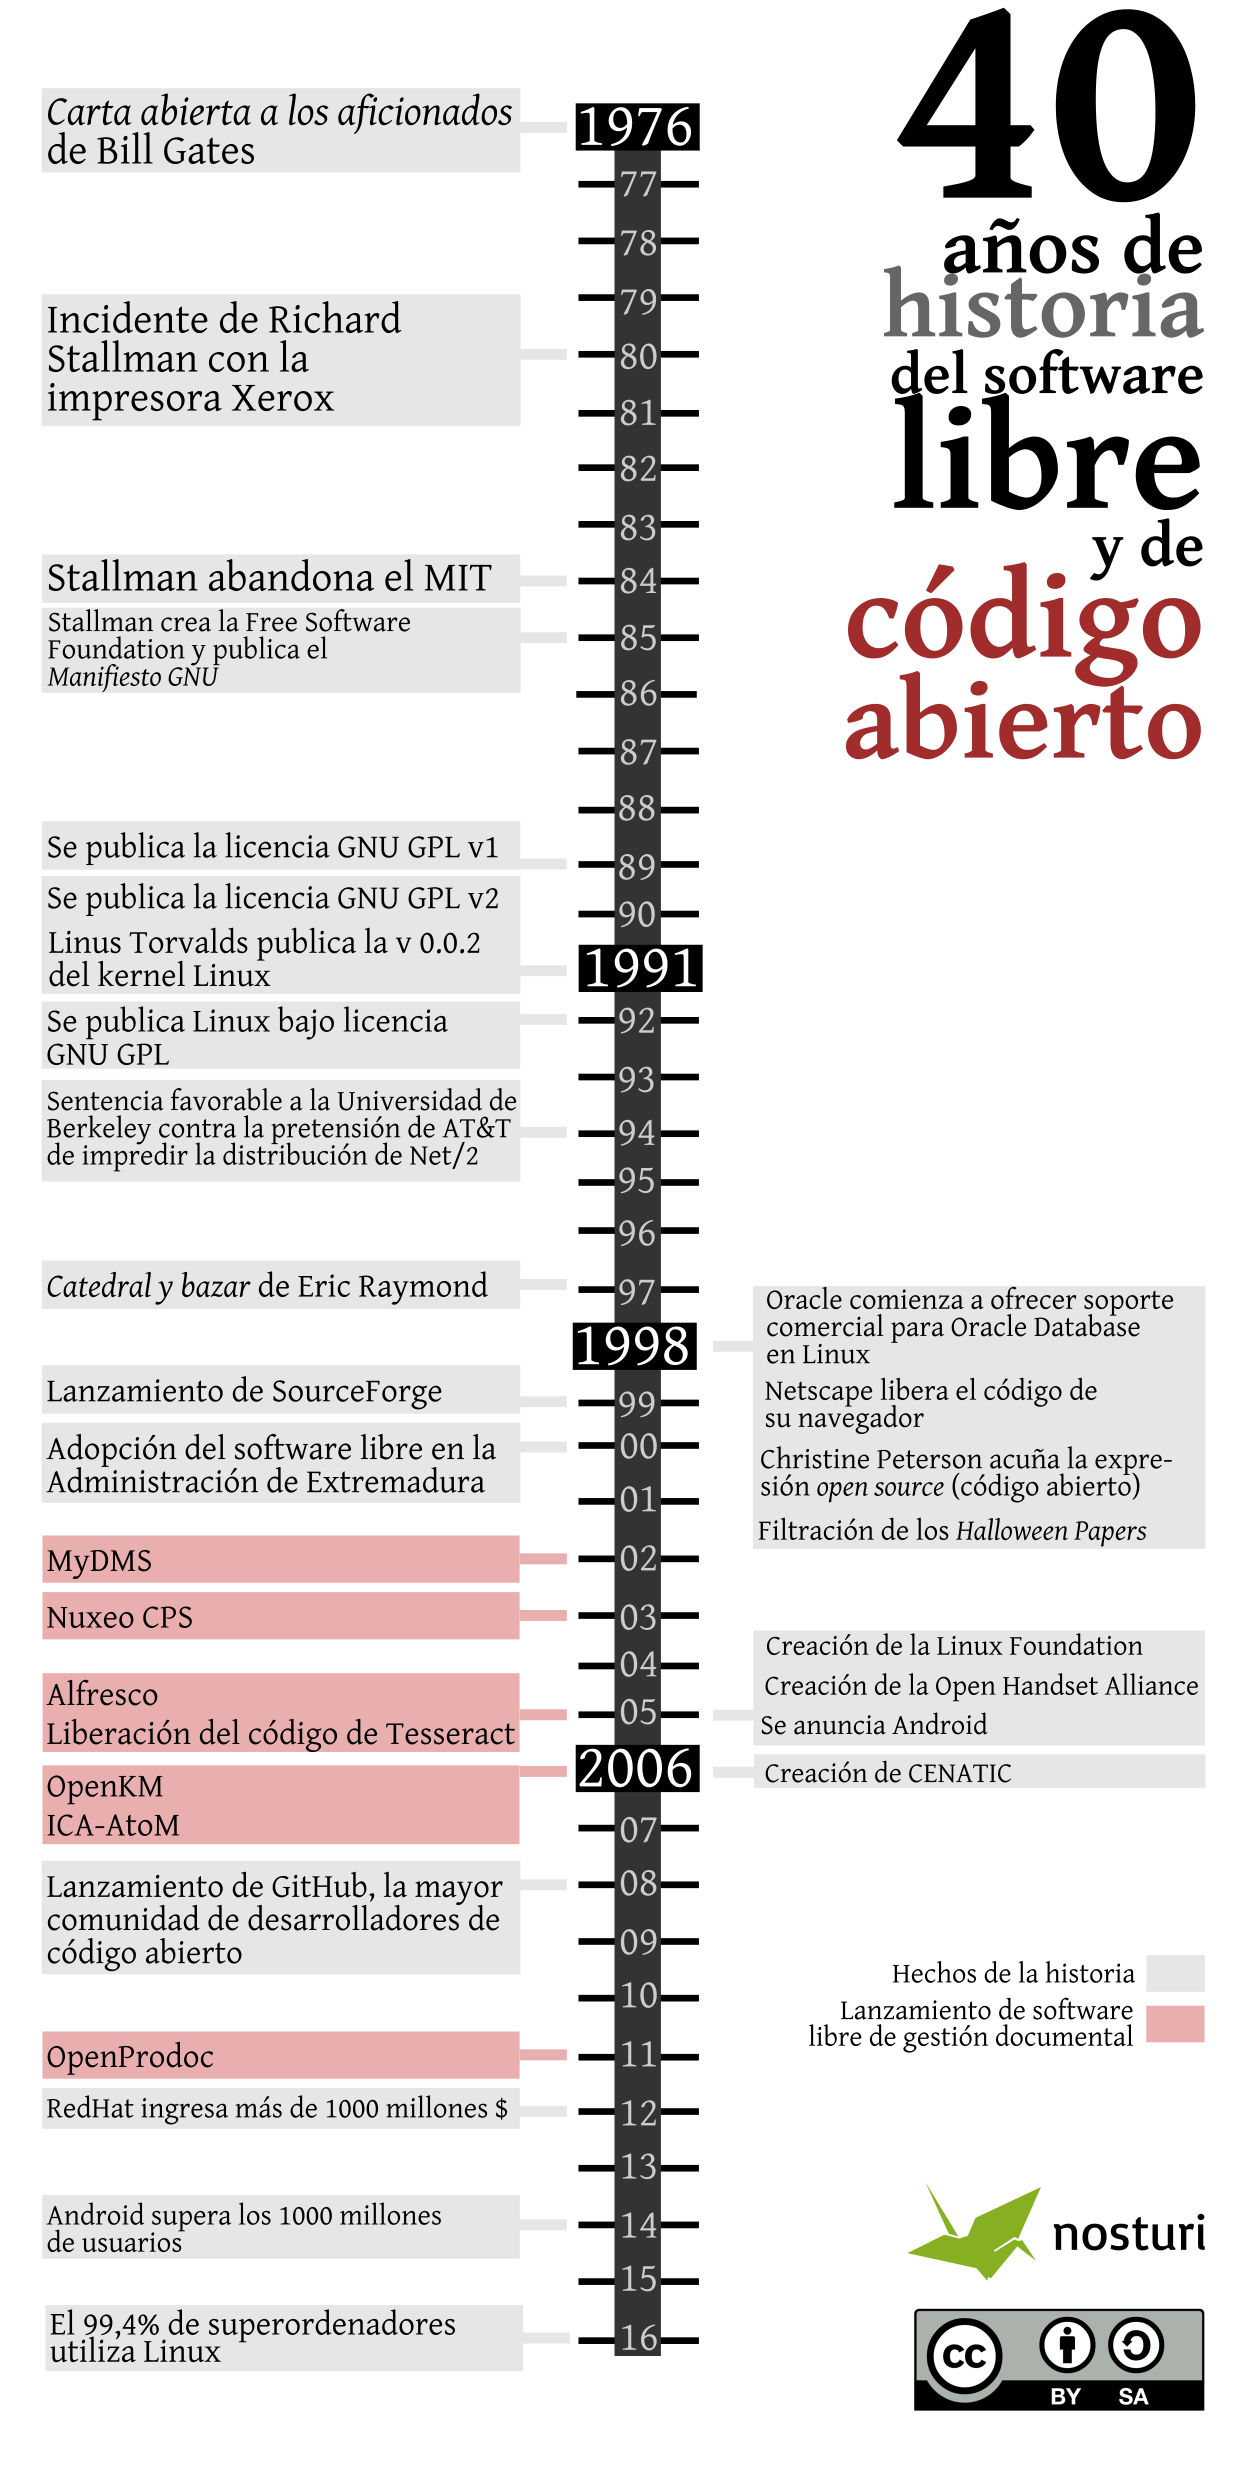 40
años de
historia
del software
libre
y de
código
abierto
Carta abierta a los aficionados
de Bill Gates
1976
77
78
79
Incidente de Richard
Stallman con la
impresora Xerox
80
81
82
83
Stallman abandona el MIT
84
Stallman crea la Free Software
Foundation y publica el
Manifiesto GNU
85
86
87
88
Se publica la licencia GNU GPL v1
89
90
Se publica la licencia GNU GPL v2
Linus Torvalds publica la v 0.0.2
del kernel Linux
1991
Se publica Linux bajo licencia
GNU GPL
92
93
Sentencia favorable a la Universidad de
Berkeley contra la pretensión de AT&T
de impredir la distribución de Net/2
94
95
96
Catedral y bazar de Eric Raymond
97
1998
Oracle comienza a ofrecer soporte
comercial para Oracle Database
en Linux
Netscape libera el código de
su navegador
Christine Peterson acuña la expre-
sión open source (código abierto)
Filtración de los Halloween Papers
Lanzamiento de SourceForge
99
Adopción del software libre en la
Administración de Extremadura
00
01
MyDMS
02
Nuxeo CPS
03
04
Alfresco
Liberación del código de Tesseract
05
Creación de la Linux Foundation
Creación de la Open Handset Alliance
Se anuncia Android
OpenKM
ICA-AtoM
2006
Creación de CENATIC
07
Lanzamiento de GitHub, la mayor
comunidad de desarrolladores de
código abierto
08
09
10
OpenProdoc
11
RedHat ingresa más de 1000 millones $
12
13
Android supera los 1000 millones
de usuarios
14
15
El 99,4% de superordenadores
utiliza Linux
16
Hechos de la historia
Lanzamiento de software
libre de gestión documental
nosturi
cc
BY SA